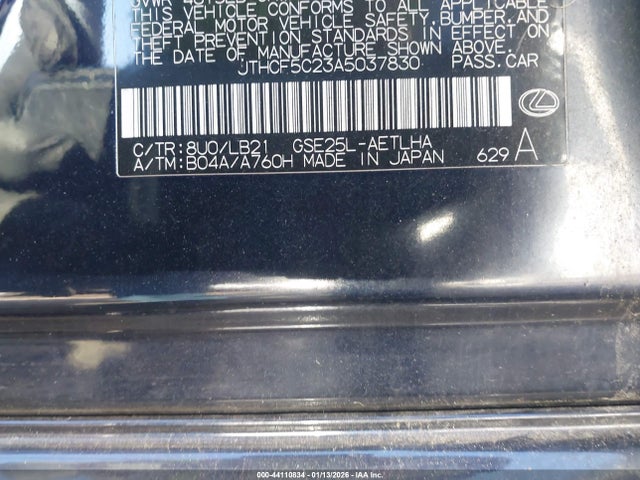 THIS VEHICLE CONFORMS TO ALL APPLICABLE
FEDERAL MOTOR VEHICLE SAFETY, BUMPER, AND
THEFT PREVENTION STANDARDS IN EFFECT ON
THE DATE OF MANUFACTURE SHOWN ABOVE.
JTHCF5C23A5037830 PASS.CAR
C/TR:8U0/LB21 GSE25L-AETLHA
A/TM:B04A/A760H MADE IN JAPAN 629 A
000-44110834 | 01/13/2026 | IAA, Inc.